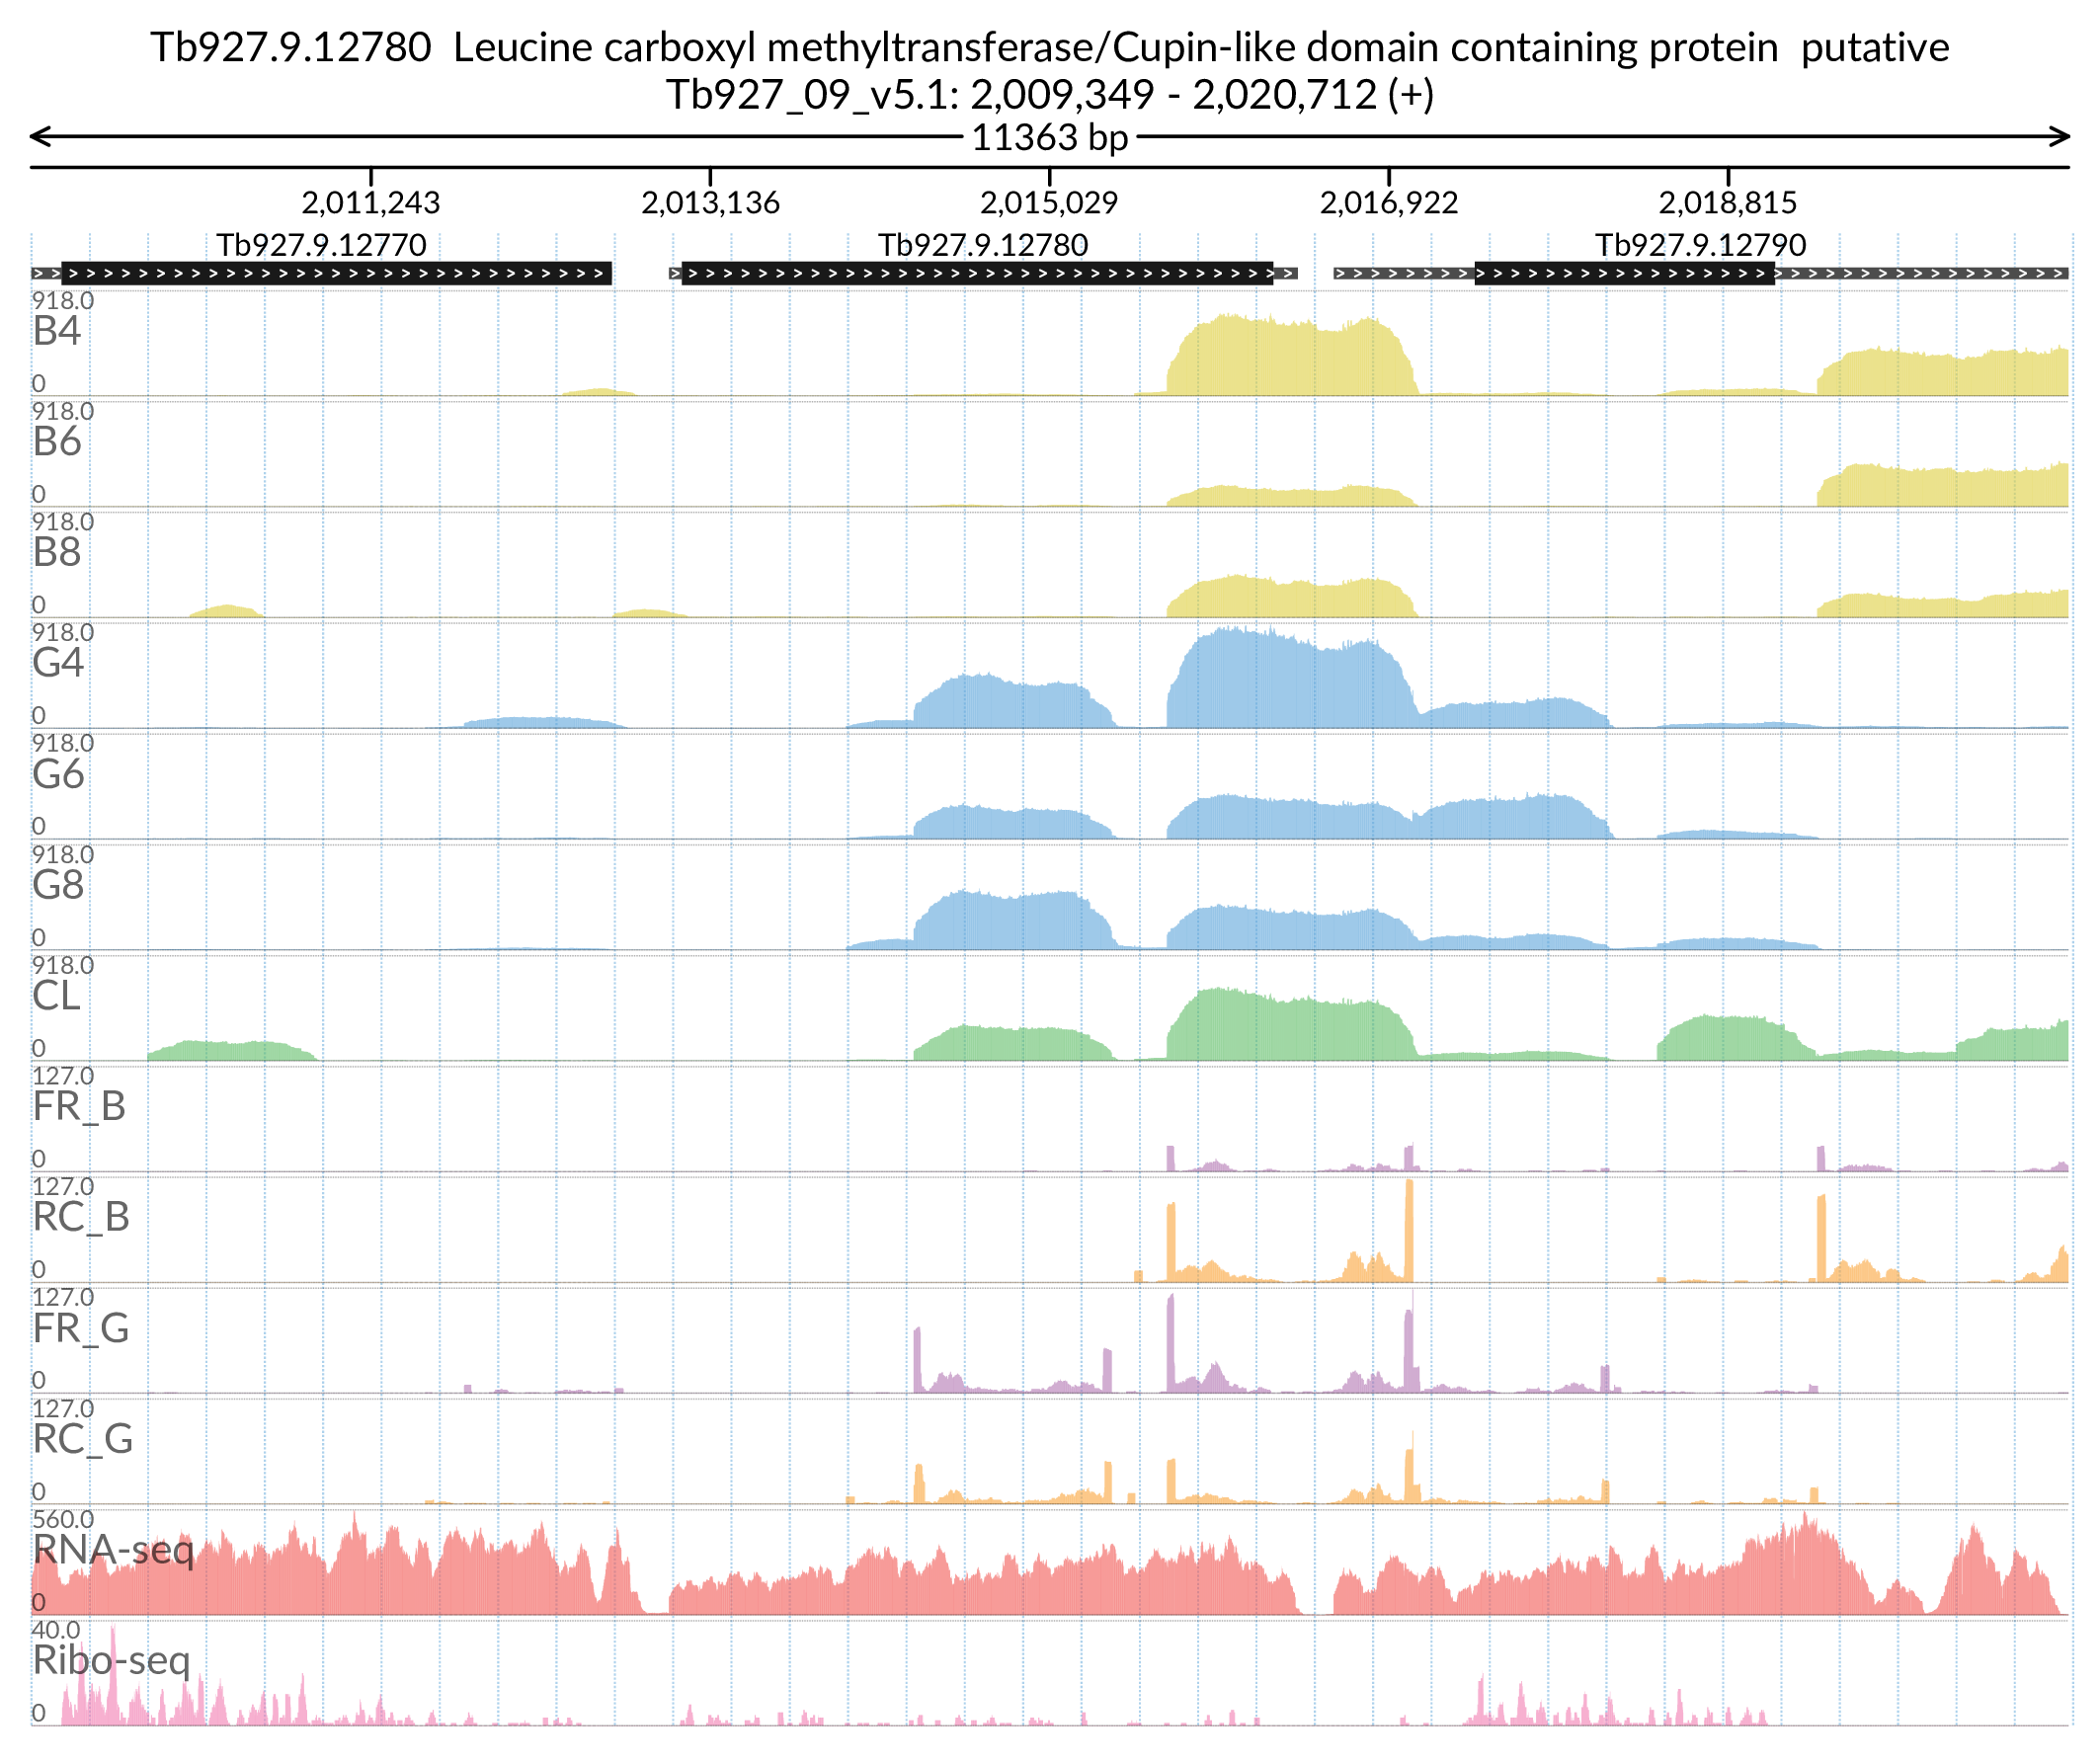 Tb927.9.12780  Leucine carboxyl methyltransferase/Cupin-like domain containing protein  putative
Tb927_09_v5.1: 2,009,349 - 2,020,712 (+)
11363 bp
2,011,243 2,013,136 2,015,029 2,016,922 2,018,815
Tb927.9.12770 Tb927.9.12780 Tb927.9.12790
918.0
B4
0
918.0
B6
0
918.0
B8
0
918.0
G4
0
918.0
G6
0
918.0
G8
0
918.0
CL
0
127.0
FR_B
0
127.0
RC_B
0
127.0
FR_G
0
127.0
RC_G
0
560.0
RNA-seq
0
40.0
Ribo-seq
0